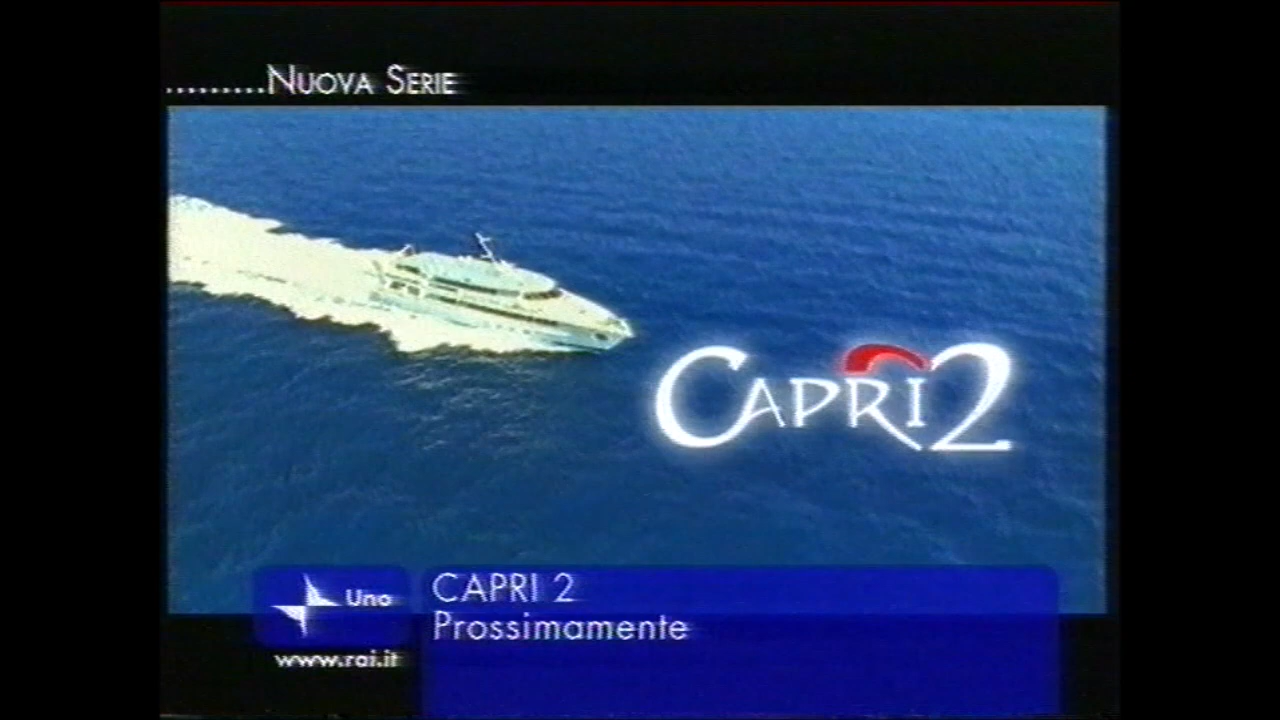 .........Nuova Serie
Capri 2
Uno
CAPRI 2
Prossimamente
www.rai.it